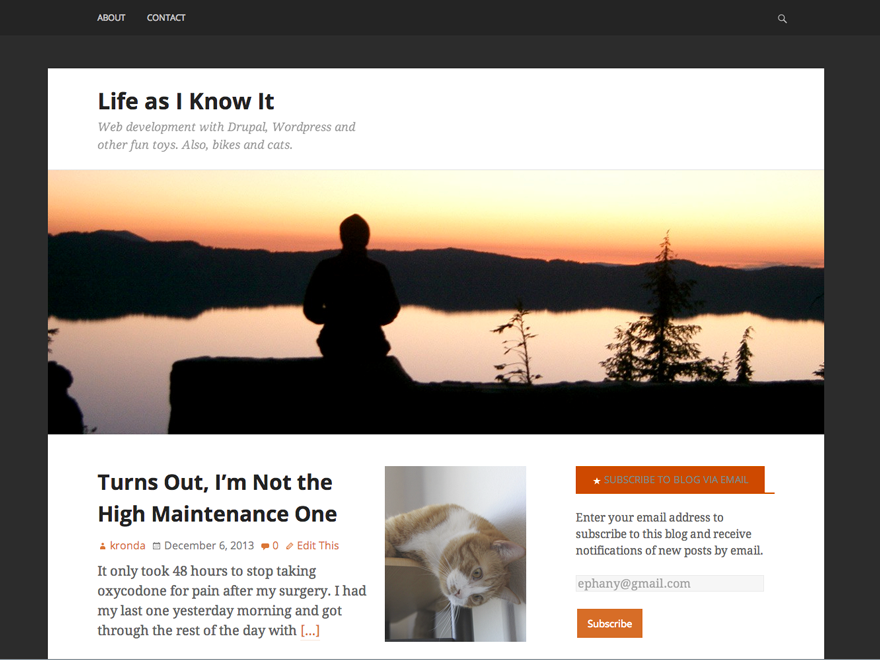 ABOUT CONTACT
Life as I Know It
Web development with Drupal, Wordpress and
other fun toys. Also, bikes and cats.
Turns Out, I'm Not the
High Maintenance One
kronda December 6, 2013 0 Edit This
It only took 48 hours to stop taking
oxycodone for pain after my surgery. I had
my last one yesterday morning and got
through the rest of the day with [...]
SUBSCRIBE TO BLOG VIA EMAIL
Enter your email address to
subscribe to this blog and receive
notifications of new posts by email.
ephany@gmail.com
Subscribe